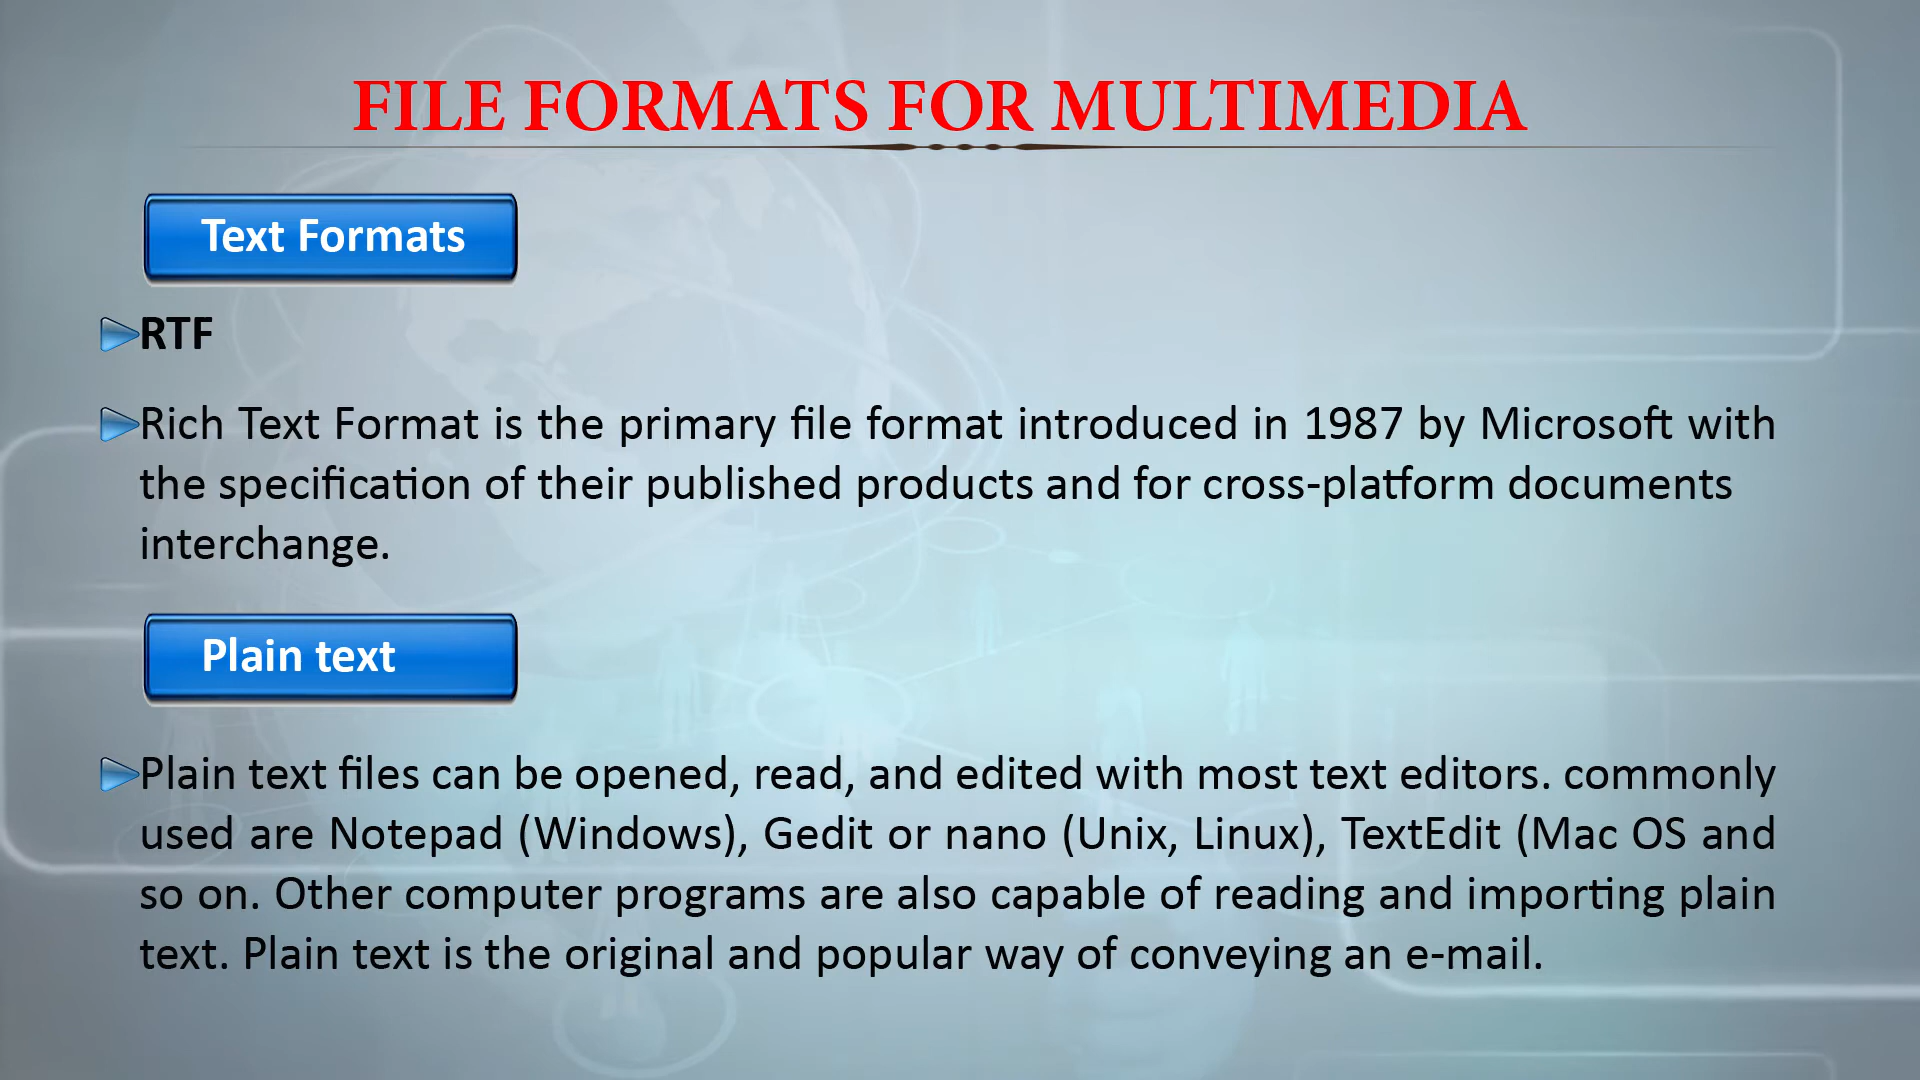 FILE FORMATS FOR MULTIMEDIA
Text Formats
RTF
Rich Text Format is the primary file format introduced in 1987 by Microsoft with
the specification of their published products and for cross-platform documents
interchange.
Plain text
Plain text files can be opened, read, and edited with most text editors. commonly
used are Notepad (Windows), Gedit or nano (Unix, Linux), TextEdit (Mac OS and
so on. Other computer programs are also capable of reading and importing plain
text. Plain text is the original and popular way of conveying an e-mail.